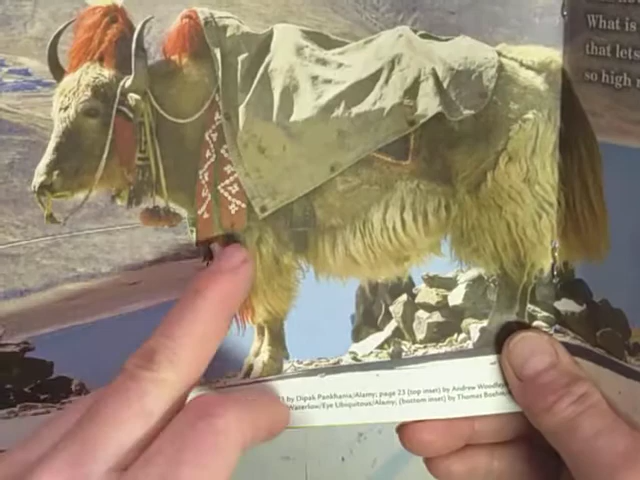 What is
that lets
so high
3 by Dipak Pankhania/Alamy; page 23 (top inset) by Andrew Woodley
Waterlow/Eye Ubiquitous/Alamy; (bottom inset) by Thomas